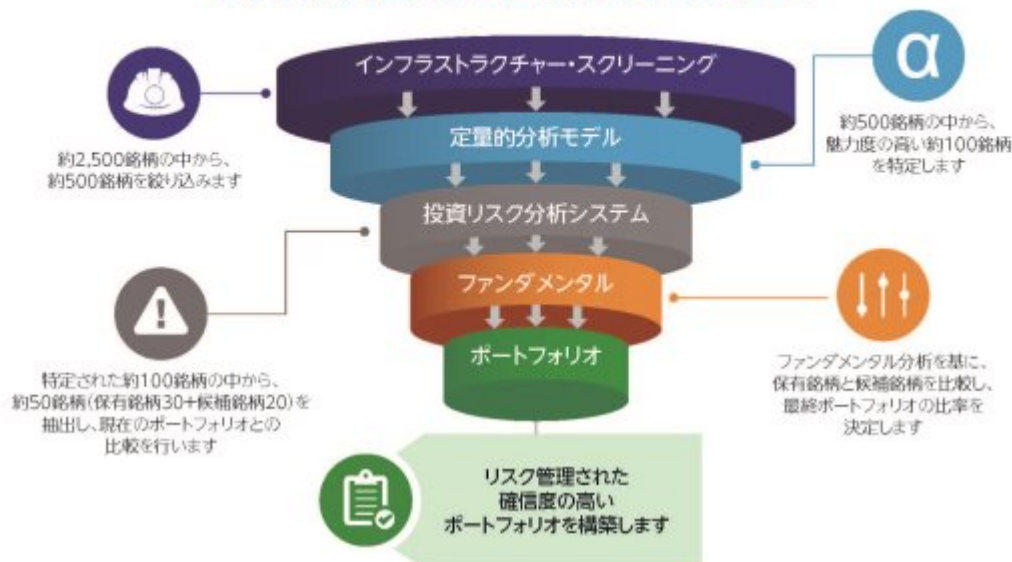 インフラストラクチャー・スクリーニング
α
約2,500銘柄の中から、
約500銘柄を絞り込みます
定量的分析モデル
約500銘柄の中から、
魅力度の高い約100銘柄
を特定します
投資リスク分析システム
ファンダメンタル
特定された約100銘柄の中から、
約50銘柄(保有銘柄30+候補銘柄20)を
抽出し、現在のポートフォリオとの
比較を行います
ポートフォリオ
ファンダメンタル分析を基に、
保有銘柄と候補銘柄を比較し、
最終ポートフォリオの比率を
決定します
リスク管理された
確信度の高い
ポートフォリオを構築します